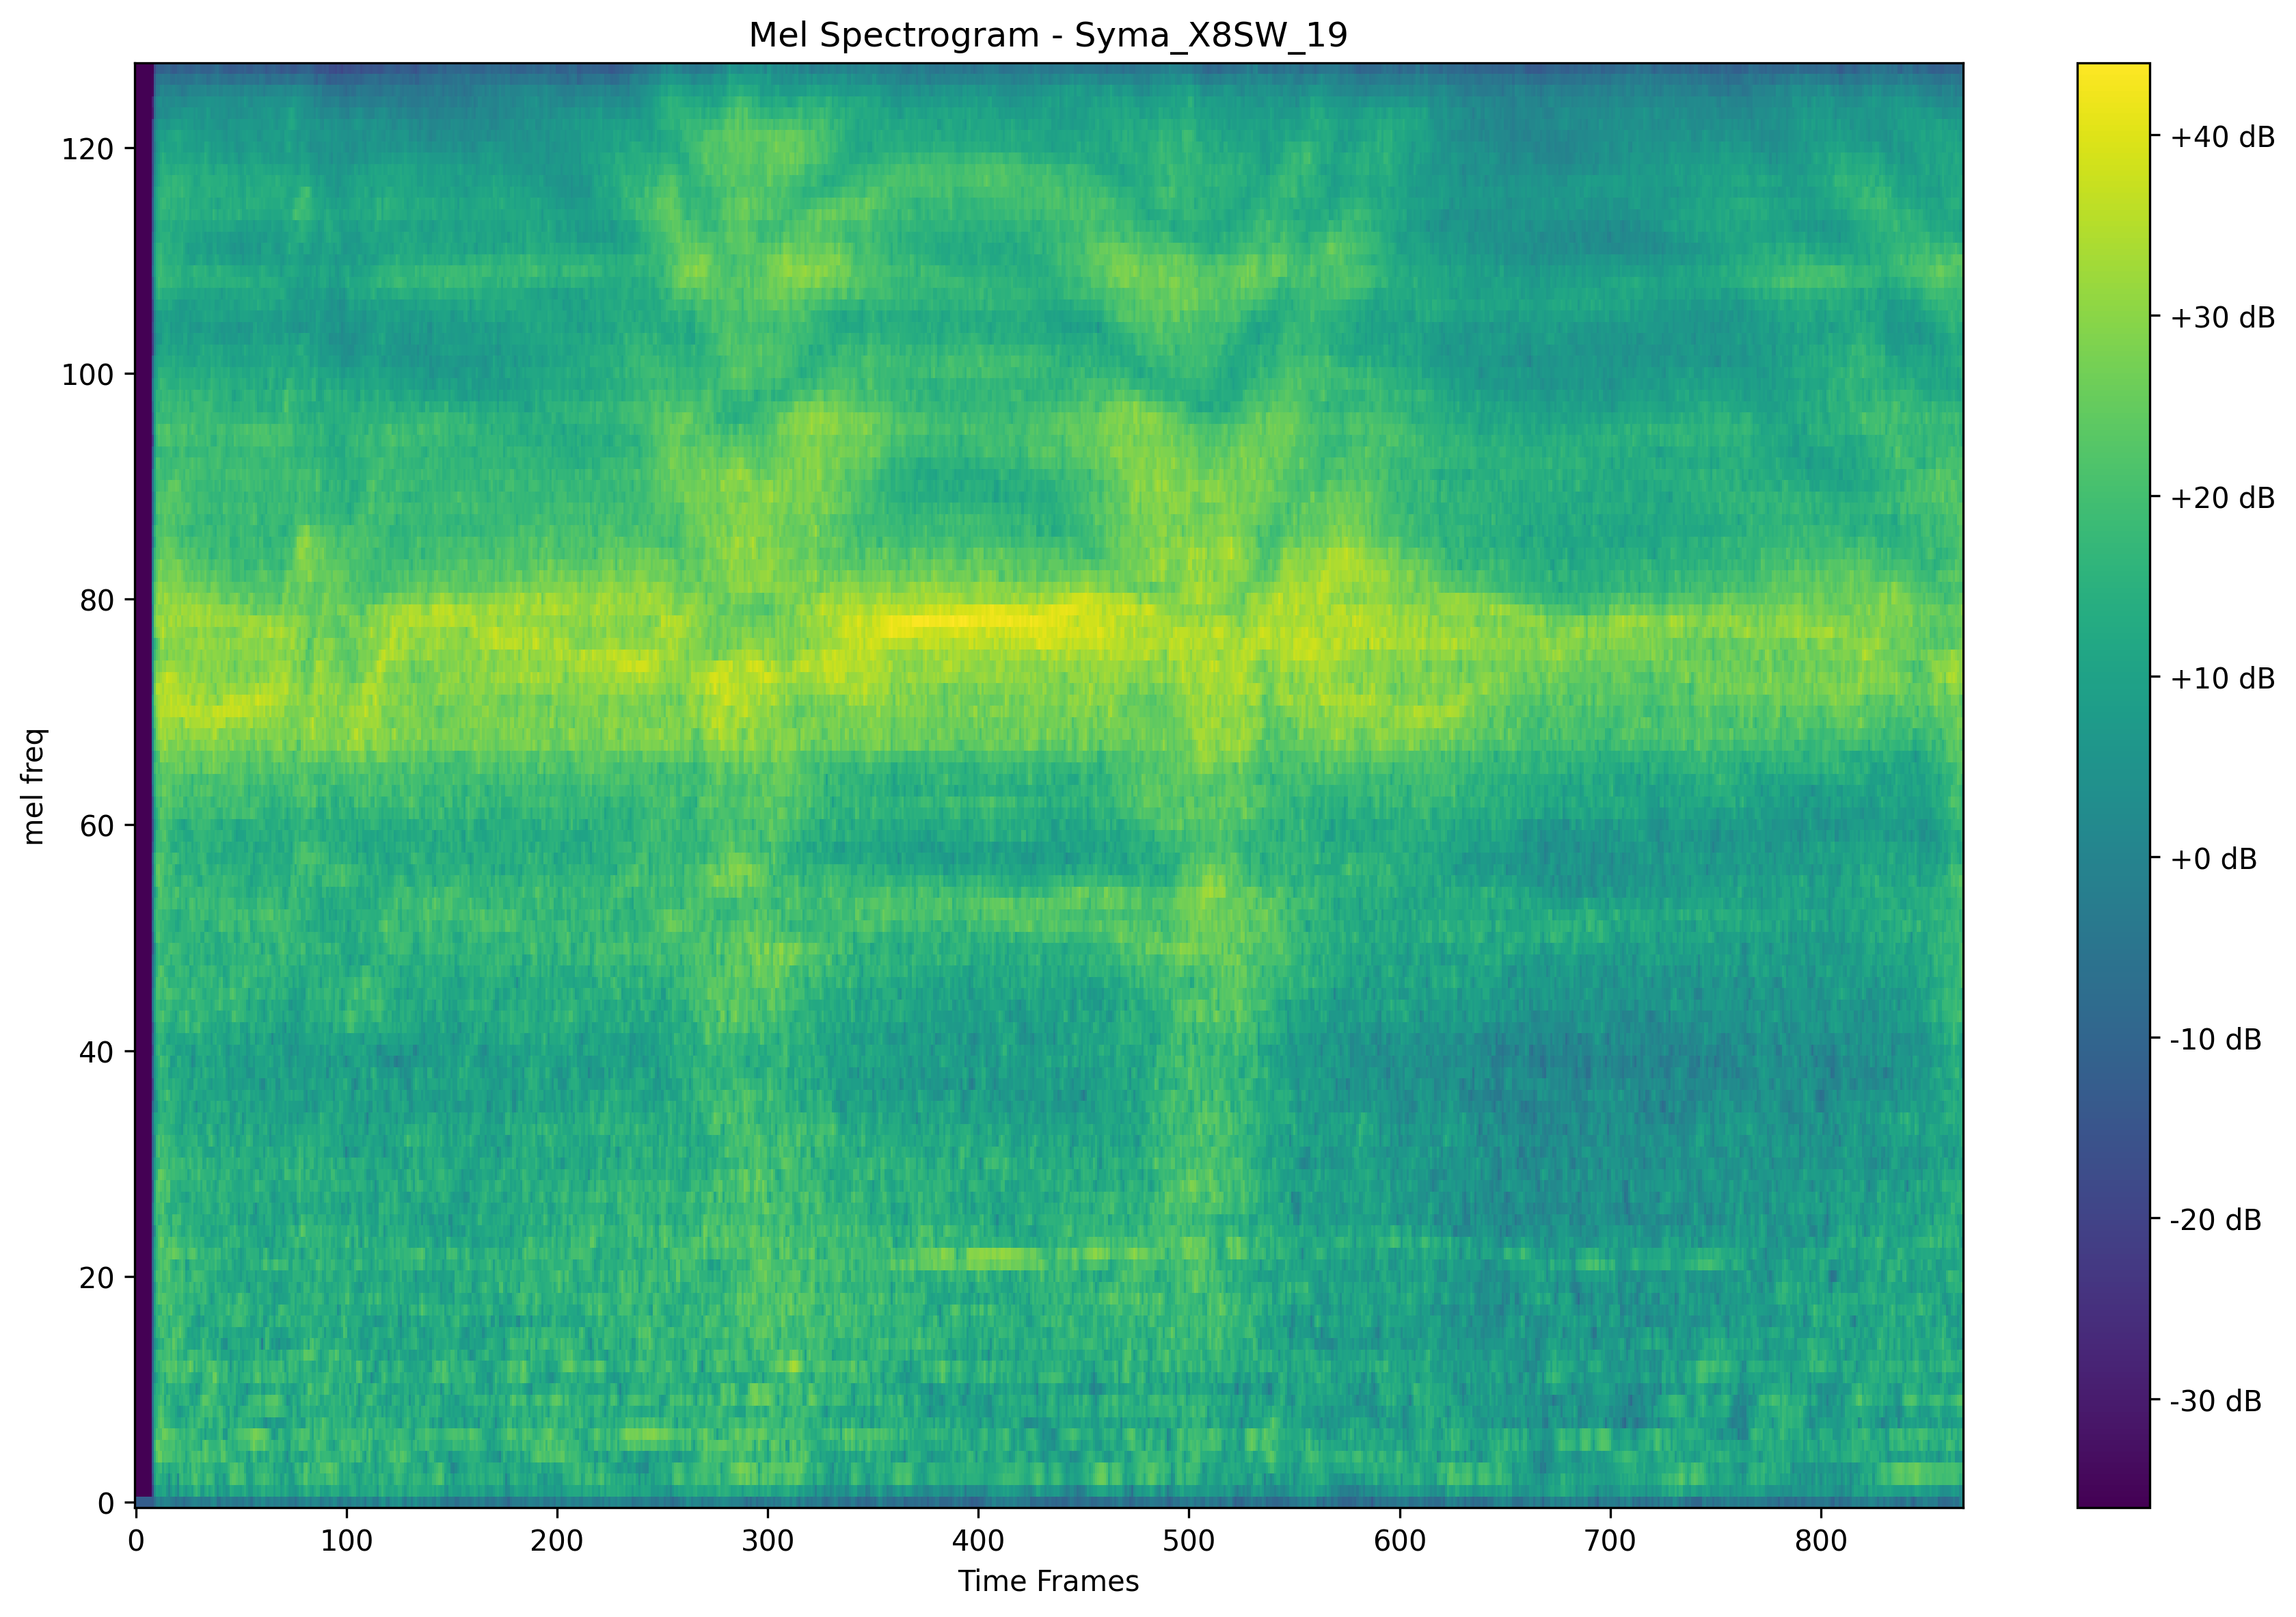 Mel Spectrogram - Syma_X8SW_19
120
100
80
60
40
20
0
mel freq
0 100 200 300 400 500 600 700 800
Time Frames
+40 dB
+30 dB
+20 dB
+10 dB
+0 dB
-10 dB
-20 dB
-30 dB